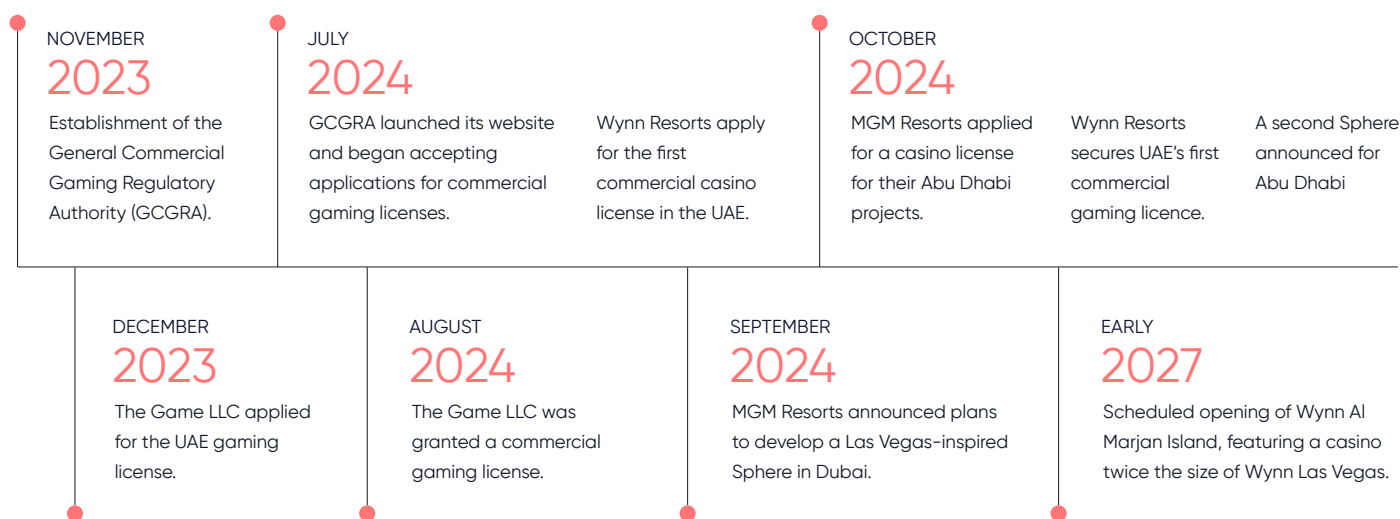 NOVEMBER
2023
Establishment of the
General Commercial
Gaming Regulatory
Authority (GCGRA).
JULY
2024
GCGRA launched its website
and began accepting
applications for commercial
gaming licenses.
Wynn Resorts apply
for the first
commercial casino
license in the UAE.
OCTOBER
2024
MGM Resorts applied
for a casino license
for their Abu Dhabi
projects.
Wynn Resorts
secures UAE’s first
commercial
gaming licence.
A second Sphere
announced for
Abu Dhabi
DECEMBER
2023
The Game LLC applied
for the UAE gaming
license.
AUGUST
2024
The Game LLC was
granted a commercial
gaming license.
SEPTEMBER
2024
MGM Resorts announced plans
to develop a Las Vegas-inspired
Sphere in Dubai.
EARLY
2027
Scheduled opening of Wynn Al
Marjan Island, featuring a casino
twice the size of Wynn Las Vegas.